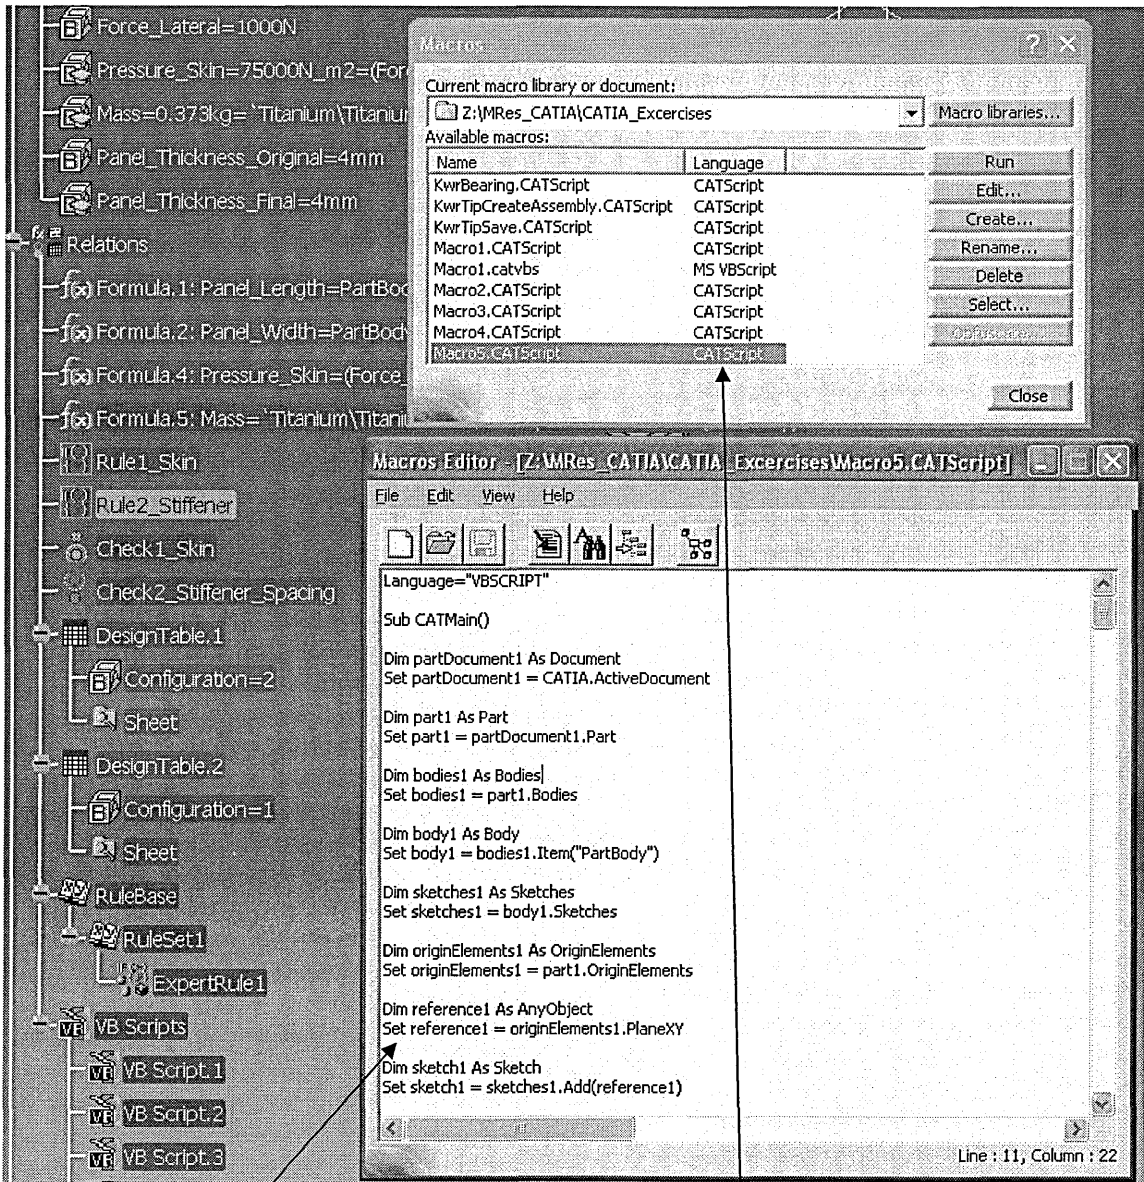 Force_Lateral=1000N
Pressure_Skin=75000N_m2=(For
Mass=0.373kg= `Titanium\Titaniur
Panel_Thickness_Original=4mm
Panel_Thickness_Final=4mm
Relations
Formula.1: Panel_Length=PartBod
Formula.2: Panel_Width=PartBody
Formula.4: Pressure_Skin=(Force_
Formula.5: Mass= `Titanium\Titani
Rule1_Skin
Rule2_Stiffener
Check1_Skin
Check2_Stiffener_Spacing
DesignTable.1
Configuration=2
Sheet
DesignTable.2
Configuration=1
Sheet
RuleBase
RuleSet1
ExpertRule1
VB Scripts
VB Script.1
VB Script.2
VB Script.3
Macros
Current macro library or document:
Z:\MRes_CATIA\CATIA_Excercises
Macro libraries...
Available macros:
Name Language
KwrBearing.CATScript CATScript
KwrTipCreateAssembly.CATScript CATScript
KwrTipSave.CATScript CATScript
Macro1.CATScript CATScript
Macro1.catvbs MS VBScript
Macro2.CATScript CATScript
Macro3.CATScript CATScript
Macro4.CATScript CATScript
Macro5.CATScript CATScript
Run
Edit...
Create...
Rename...
Delete
Select...
Close
Macros Editor - [Z:\MRes_CATIA\CATIA_Excercises\Macro5.CATScript]
File Edit View Help
Language="VBSCRIPT"
Sub CATMain()
Dim partDocument1 As Document
Set partDocument1 = CATIA.ActiveDocument
Dim part1 As Part
Set part1 = partDocument1.Part
Dim bodies1 As Bodies
Set bodies1 = part1.Bodies
Dim body1 As Body
Set body1 = bodies1.Item("PartBody")
Dim sketches1 As Sketches
Set sketches1 = body1.Sketches
Dim originElements1 As OriginElements
Set originElements1 = part1.OriginElements
Dim reference1 As AnyObject
Set reference1 = originElements1.PlaneXY
Dim sketch1 As Sketch
Set sketch1 = sketches1.Add(reference1)
Line : 11, Column : 22